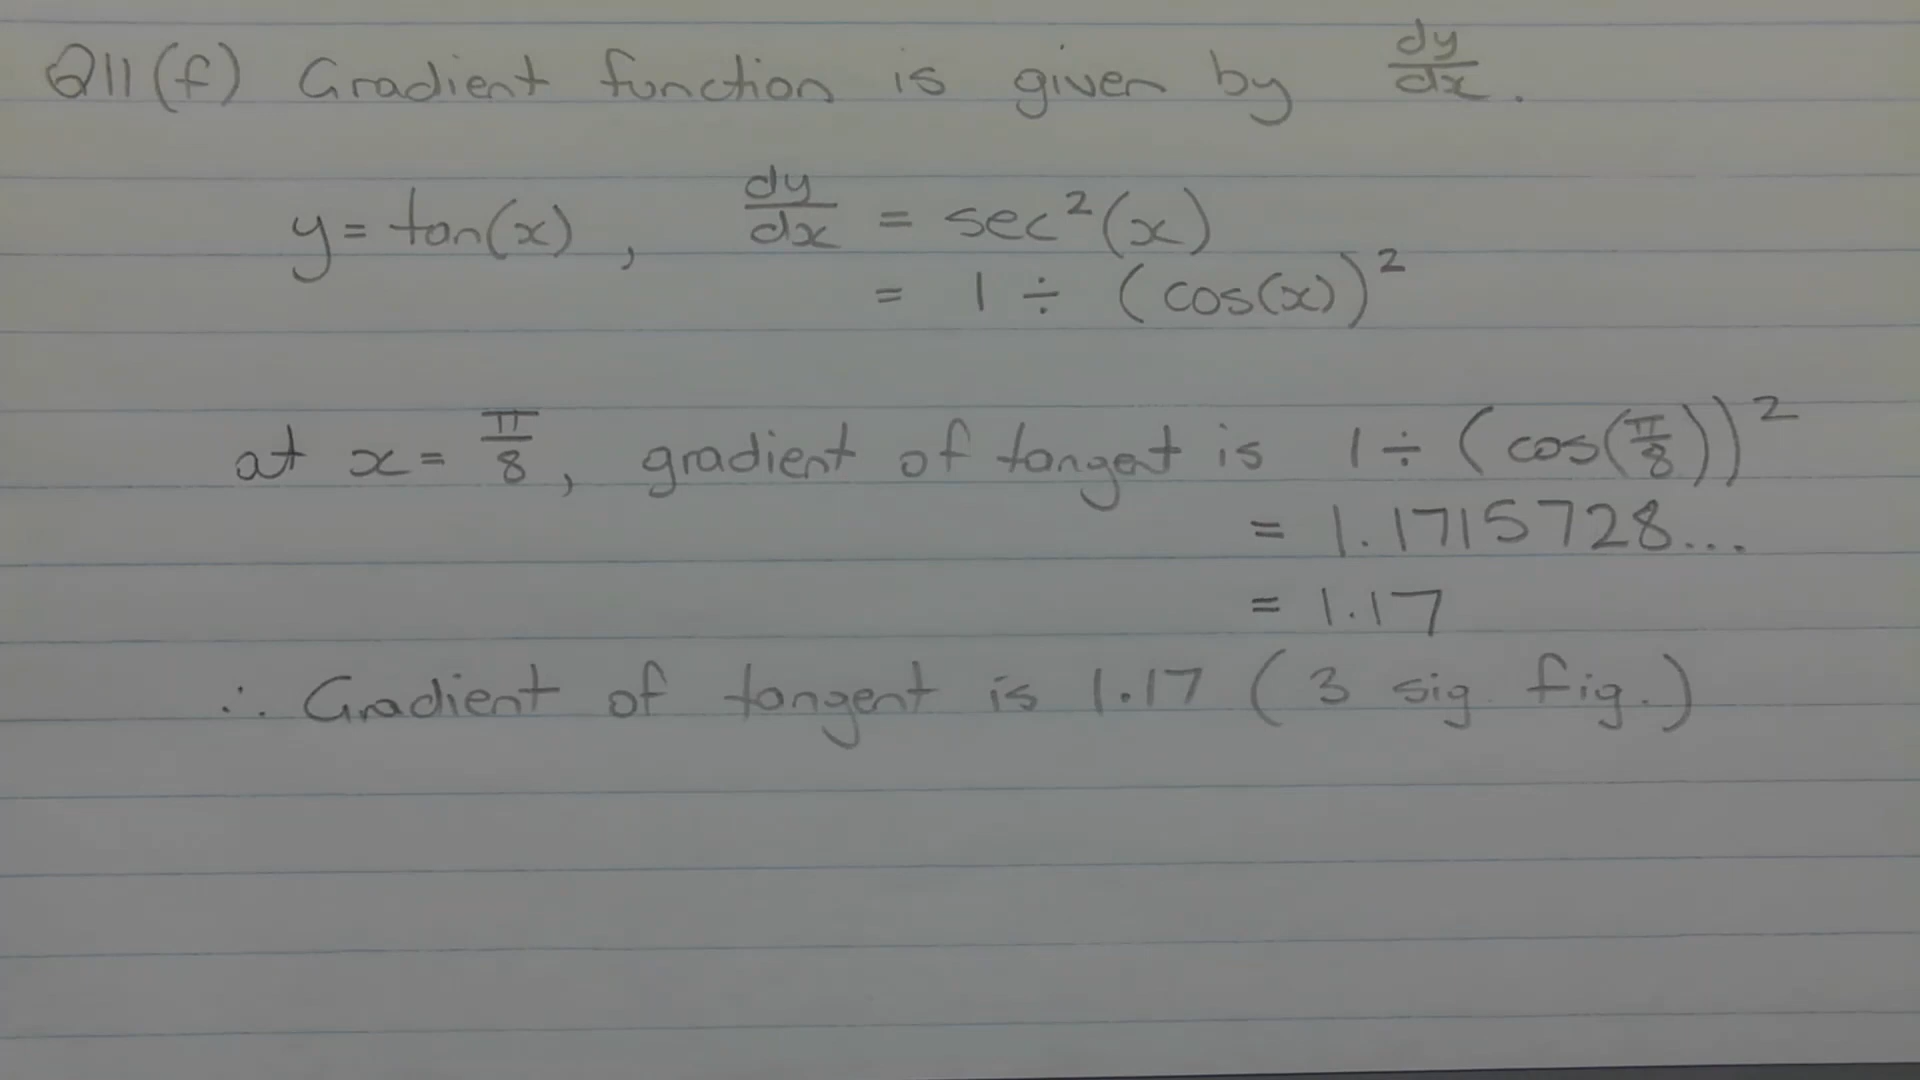 Q11(f) Gradient function is given by dy/dx.
y = tan(x), dy/dx = sec²(x)
= 1 ÷ (cos(x))²
at x = π/8, gradient of tangent is 1 ÷ (cos(π/8))²
= 1.1715728...
= 1.17
∴ Gradient of tangent is 1.17 (3 sig. fig.)